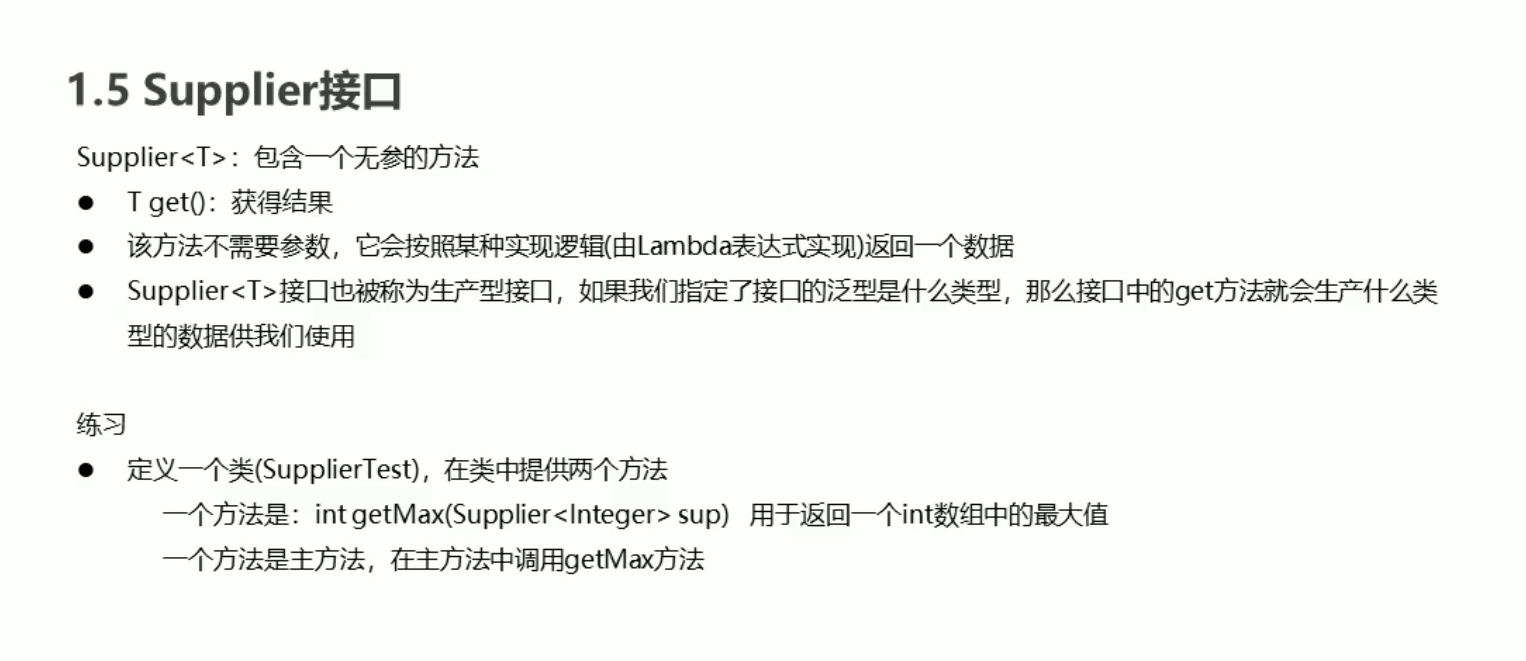 1.5 Supplier接口
Supplier<T>：包含一个无参的方法
● T get()：获得结果
● 该方法不需要参数，它会按照某种实现逻辑(由Lambda表达式实现)返回一个数据
● Supplier<T>接口也被称为生产型接口，如果我们指定了接口的泛型是什么类型，那么接口中的get方法就会生产什么类
型的数据供我们使用
练习
● 定义一个类(SupplierTest)，在类中提供两个方法
一个方法是：int getMax(Supplier<Integer> sup) 用于返回一个int数组中的最大值
一个方法是主方法，在主方法中调用getMax方法